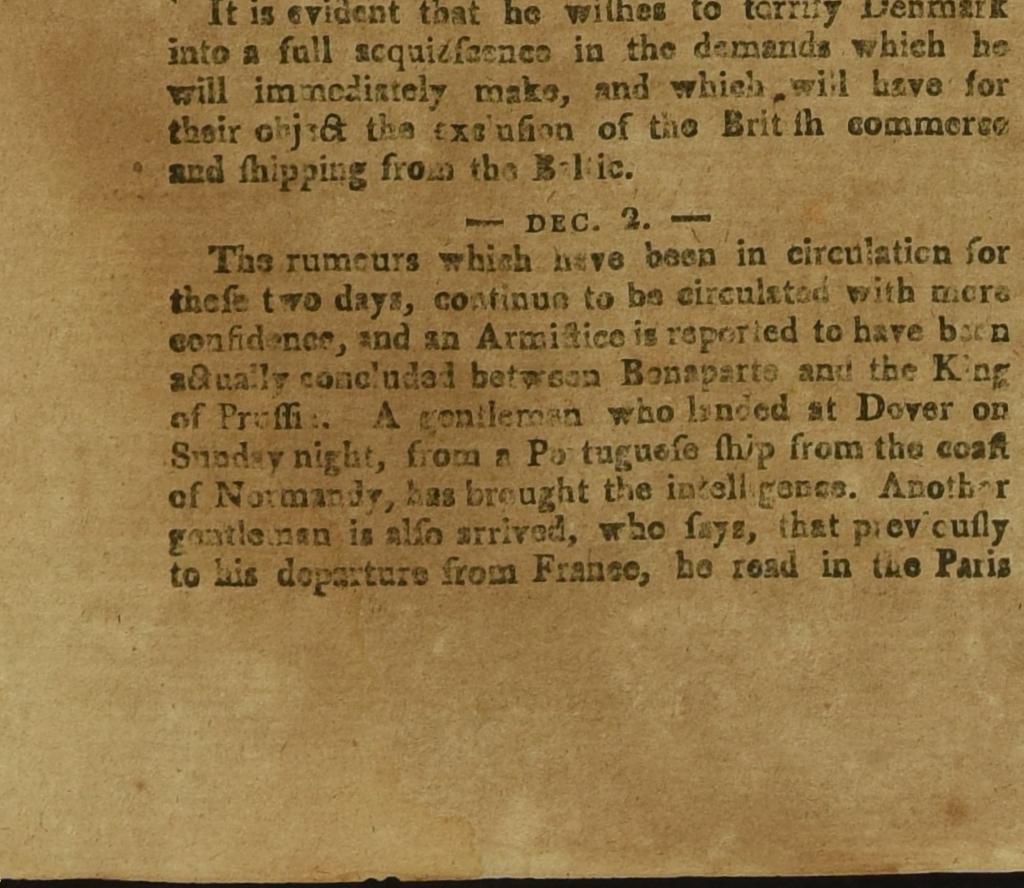 It is evident that he wiſhes to terrify Denmark
into a full acquieſcence in the demands which he
will immediately make, and which will have for
their object the excluſion of the Britiſh commerce
and ſhipping from the Baltic.
— DEC. 2. —
The rumours which have been in circulation for
theſe two days, continue to be circulated with more
confidence, and an Armiſtice is reported to have been
actually concluded between Bonaparte and the King
of Pruſſia. A gentleman who landed at Dover on
Sunday night, from a Portugueſe ſhip from the coaſt
of Normandy, has brought the intelligence. Another
gentleman is alſo arrived, who ſays, that previouſly
to his departure from France, he read in the Paris